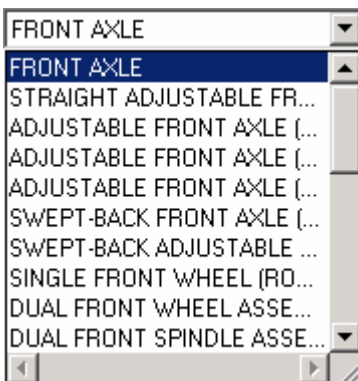 FRONT AXLE
FRONT AXLE
STRAIGHT ADJUSTABLE FR...
ADJUSTABLE FRONT AXLE (...
ADJUSTABLE FRONT AXLE (...
ADJUSTABLE FRONT AXLE (...
SWEPT-BACK FRONT AXLE (...
SWEPT-BACK ADJUSTABLE ...
SINGLE FRONT WHEEL (RO...
DUAL FRONT WHEEL ASSE...
DUAL FRONT SPINDLE ASSE...